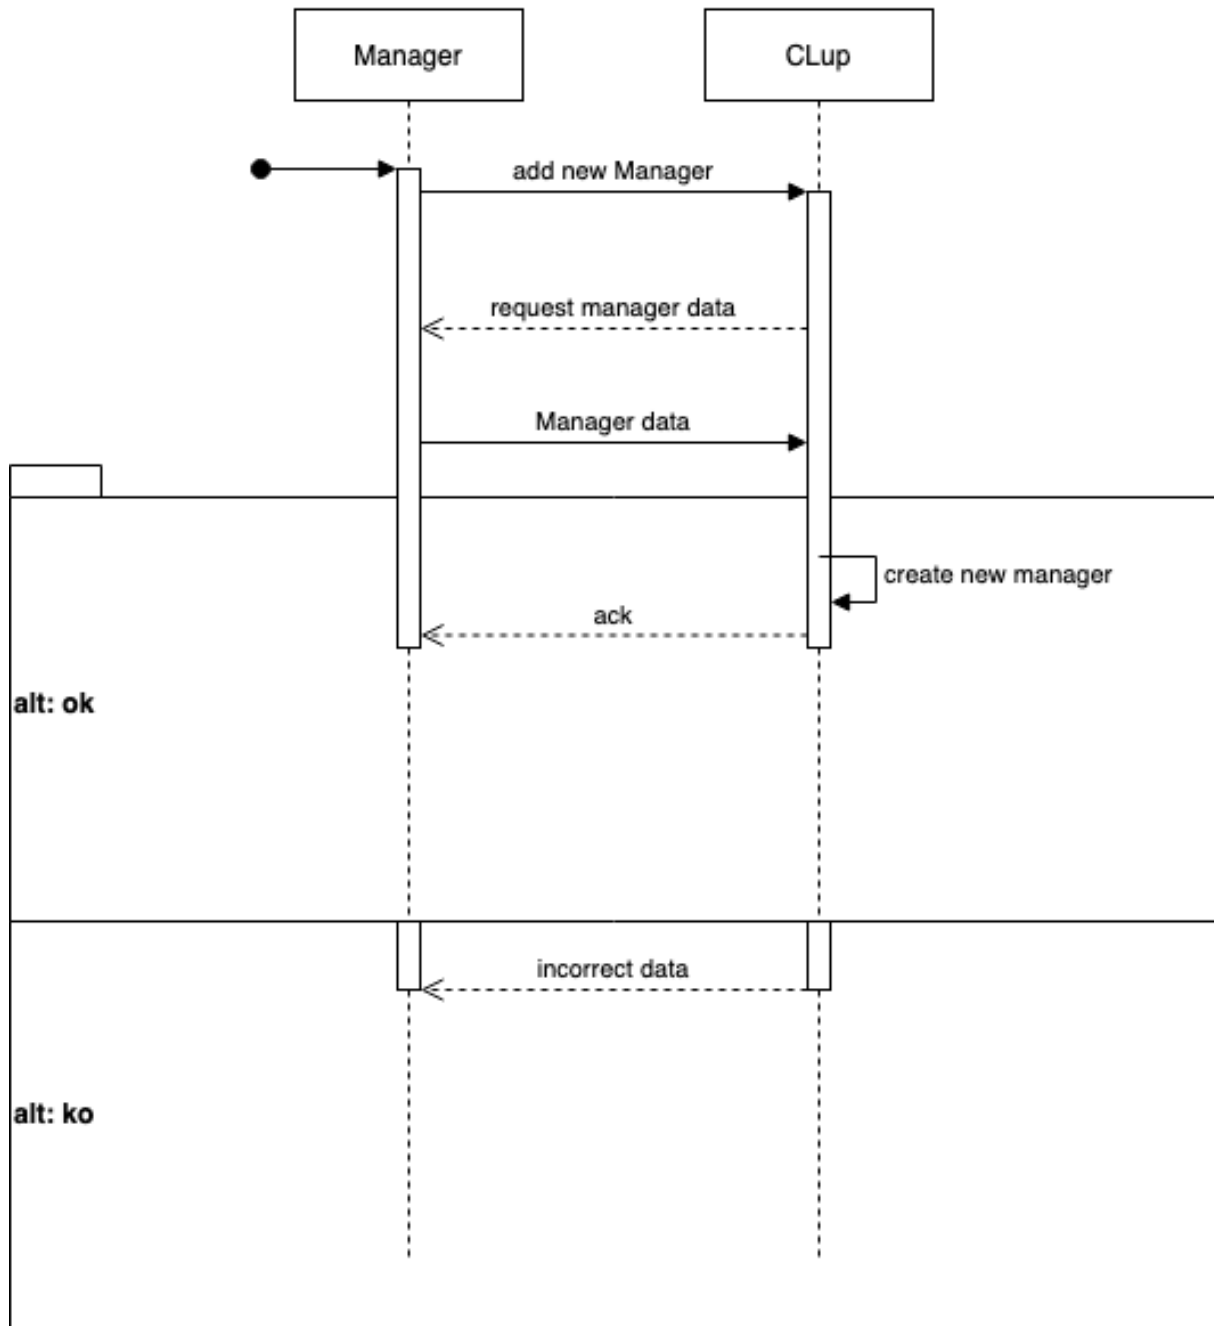 Manager
CLup
add new Manager
request manager data
Manager data
create new manager
ack
alt: ok
incorrect data
alt: ko